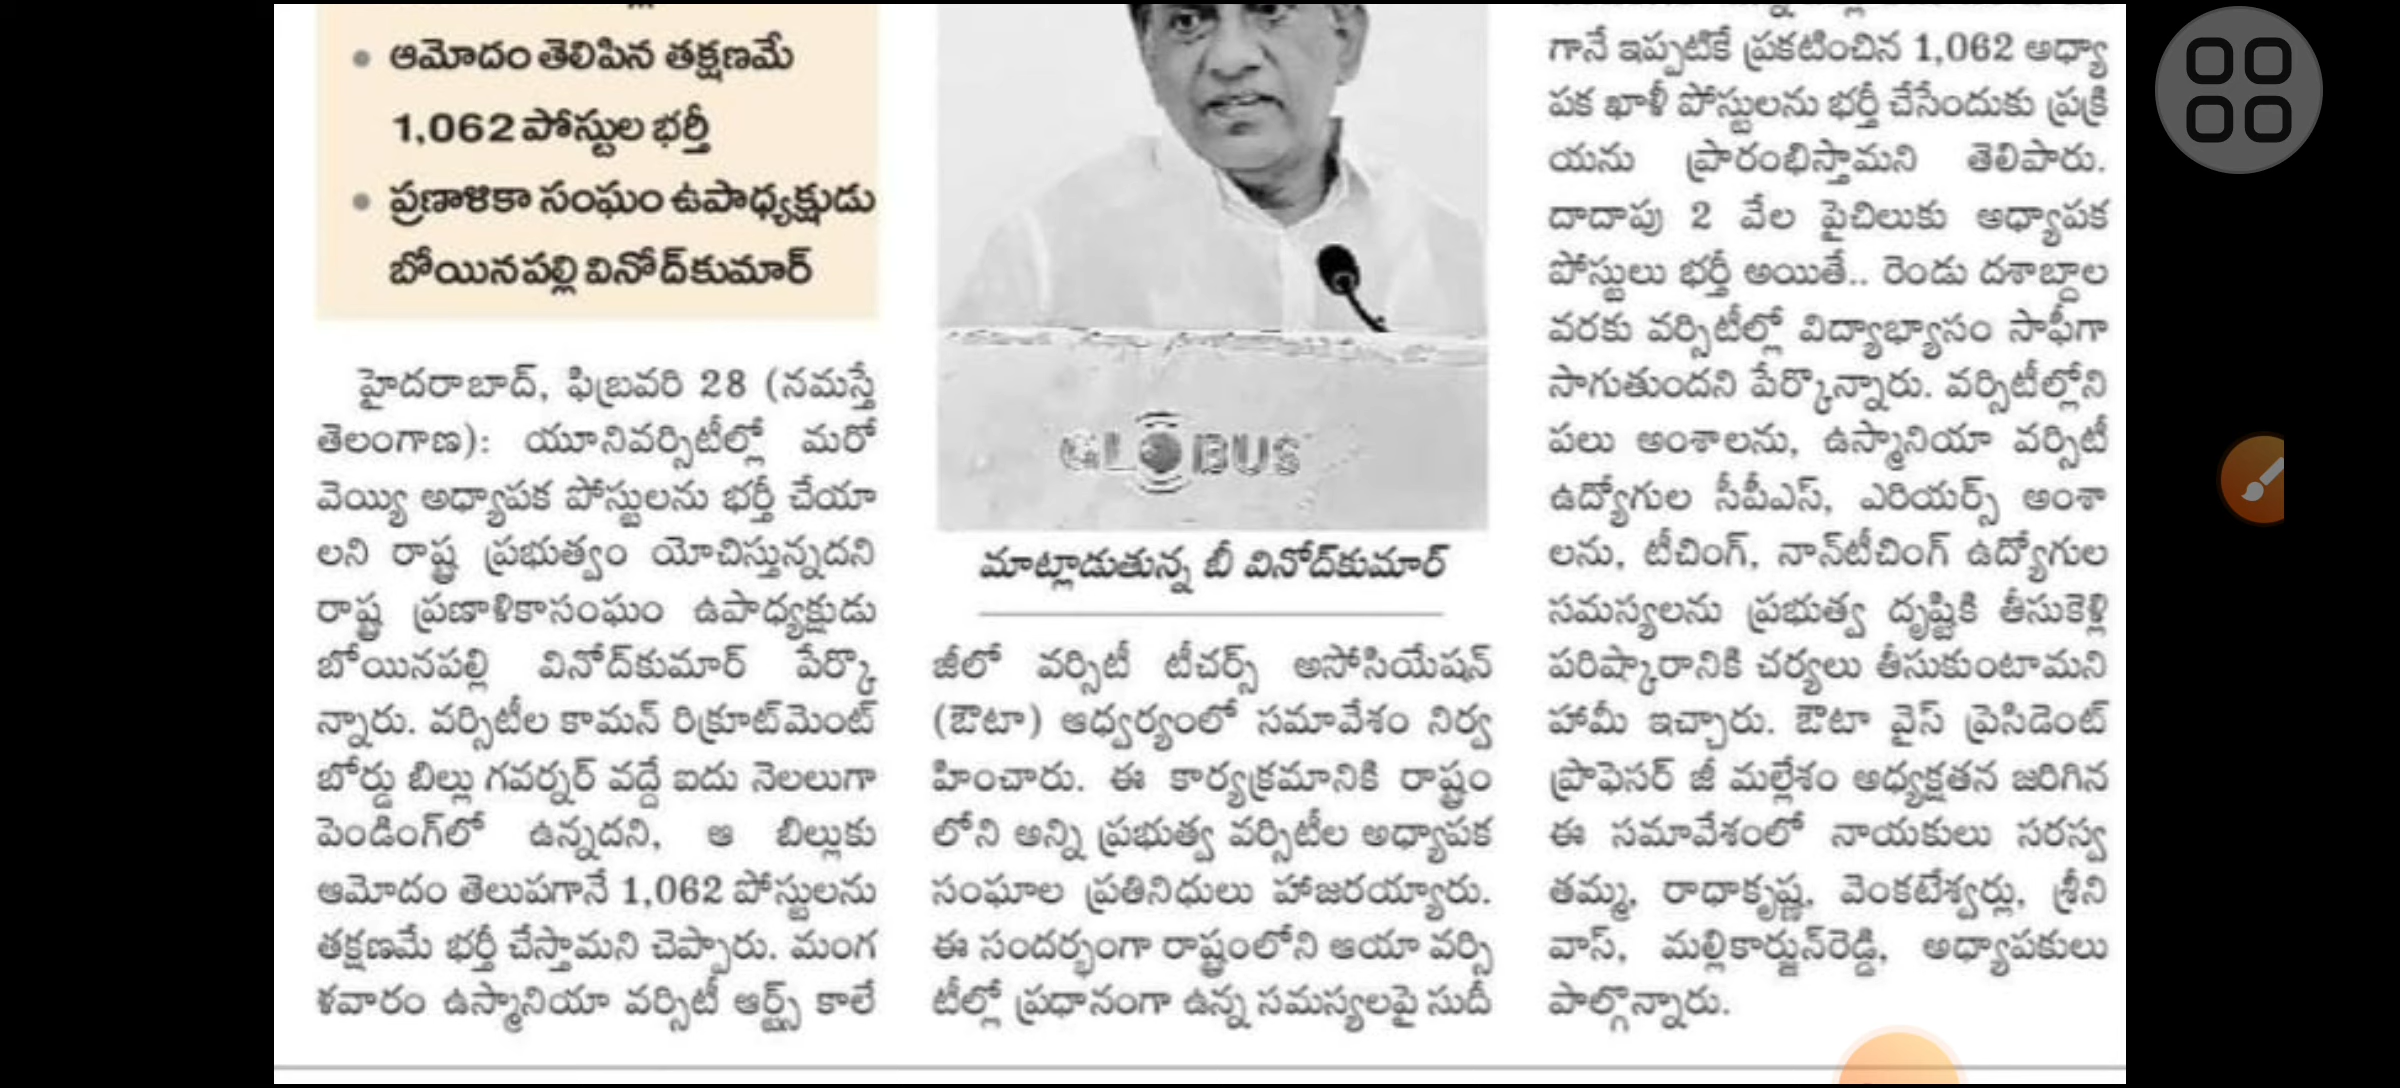 • ఆమోదం తెలిపిన తక్షణమే
1,062 పోస్టుల భర్తీ
• ప్రణాళికా సంఘం ఉపాధ్యక్షుడు
బోయినపల్లి వినోద్‌కుమార్
హైదరాబాద్, ఫిబ్రవరి 28 (నమస్తే
తెలంగాణ): యూనివర్సిటీల్లో మరో
వెయ్యి అధ్యాపక పోస్టులను భర్తీ చేయా
లని రాష్ట్ర ప్రభుత్వం యోచిస్తున్నదని
రాష్ట్ర ప్రణాళికాసంఘం ఉపాధ్యక్షుడు
బోయినపల్లి వినోద్‌కుమార్ పేర్కొ
న్నారు. వర్సిటీల కామన్ రిక్రూట్‌మెంట్
బోర్డు బిల్లు గవర్నర్ వద్దే ఐదు నెలలుగా
పెండింగ్‌లో ఉన్నదని, ఆ బిల్లుకు
ఆమోదం తెలుపగానే 1,062 పోస్టులను
తక్షణమే భర్తీ చేస్తామని చెప్పారు. మంగ
ళవారం ఉస్మానియా వర్సిటీ ఆర్ట్స్ కాలే
GLOBUS
మాట్లాడుతున్న బీ వినోద్‌కుమార్
జీలో వర్సిటీ టీచర్స్ అసోసియేషన్
(ఔటా) ఆధ్వర్యంలో సమావేశం నిర్వ
హించారు. ఈ కార్యక్రమానికి రాష్ట్రం
లోని అన్ని ప్రభుత్వ వర్సిటీల అధ్యాపక
సంఘాల ప్రతినిధులు హాజరయ్యారు.
ఈ సందర్భంగా రాష్ట్రంలోని ఆయా వర్సి
టీల్లో ప్రధానంగా ఉన్న సమస్యలపై సుదీ
గానే ఇప్పటికే ప్రకటించిన 1,062 అధ్యా
పక ఖాళీ పోస్టులను భర్తీ చేసేందుకు ప్రక్రి
యను ప్రారంభిస్తామని తెలిపారు.
దాదాపు 2 వేల పైచిలుకు అధ్యాపక
పోస్టులు భర్తీ అయితే.. రెండు దశాబ్దాల
వరకు వర్సిటీల్లో విద్యాభ్యాసం సాఫీగా
సాగుతుందని పేర్కొన్నారు. వర్సిటీల్లోని
పలు అంశాలను, ఉస్మానియా వర్సిటీ
ఉద్యోగుల సీపీఎస్, ఎరియర్స్ అంశా
లను, టీచింగ్, నాన్‌టీచింగ్ ఉద్యోగుల
సమస్యలను ప్రభుత్వ దృష్టికి తీసుకెళ్లి
పరిష్కారానికి చర్యలు తీసుకుంటామని
హామీ ఇచ్చారు. ఔటా వైస్ ప్రెసిడెంట్
ప్రొఫెసర్ జీ మల్లేశం అధ్యక్షతన జరిగిన
ఈ సమావేశంలో నాయకులు సరస్వ
తమ్మ, రాధాకృష్ణ, వెంకటేశ్వర్లు, శ్రీని
వాస్, మల్లికార్జున్‌రెడ్డి, అధ్యాపకులు
పాల్గొన్నారు.